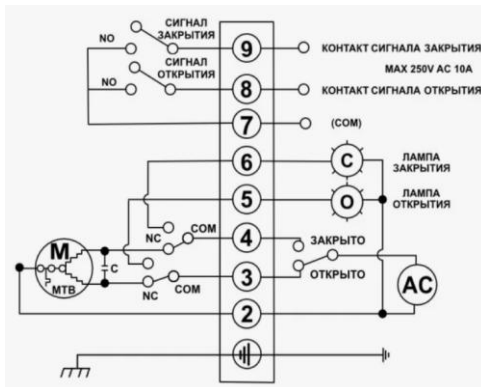 СИГНАЛ
ЗАКРЫТИЯ
NO
9
КОНТАКТ СИГНАЛА ЗАКРЫТИЯ
СИГНАЛ
ОТКРЫТИЯ
MAX 250V AC 10A
NO
8
КОНТАКТ СИГНАЛА ОТКРЫТИЯ
7
(COM)
6
C
ЛАМПА
ЗАКРЫТИЯ
5
O
ЛАМПА
ОТКРЫТИЯ
NC
COM
4
ЗАКРЫТО
M
C
MTB
NC
COM
3
ОТКРЫТО
AC
2